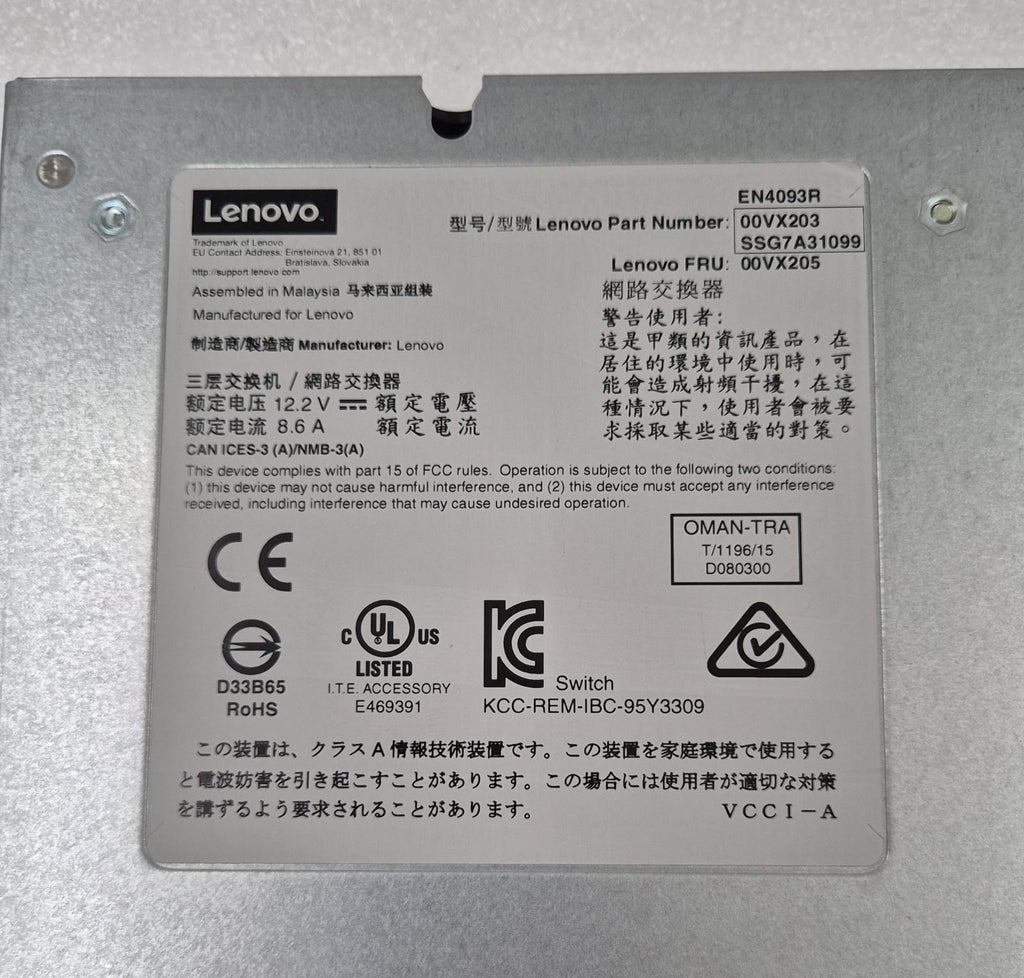 Lenovo.
Trademark of Lenovo
EU Contact Address: Einsteinova 21, 851 01
Bratislava, Slovakia
http://support.lenovo.com
Assembled in Malaysia 马来西亚组装
Manufactured for Lenovo
制造商/製造商 Manufacturer: Lenovo
三层交换机 / 網路交換器
额定电压 12.2 V 額定電壓
额定电流 8.6 A 額定電流
CAN ICES-3 (A)/NMB-3(A)
EN4093R
型号/型號 Lenovo Part Number: 00VX203
SSG7A31099
Lenovo FRU: 00VX205
網路交換器
警告使用者:
這是甲類的資訊產品，在
居住的環境中使用時，可
能會造成射頻干擾，在這
種情況下，使用者會被要
求採取某些適當的對策。
This device complies with part 15 of FCC rules. Operation is subject to the following two conditions:
(1) this device may not cause harmful interference, and (2) this device must accept any interference
received, including interference that may cause undesired operation.
CE
OMAN-TRA
T/1196/15
D080300
D33B65
RoHS
C UL US
LISTED
I.T.E. ACCESSORY
E469391
KC
Switch
KCC-REM-IBC-95Y3309
この装置は、クラスA情報技術装置です。この装置を家庭環境で使用する
と電波妨害を引き起こすことがあります。この場合には使用者が適切な対策
を講ずるよう要求されることがあります。 VCCI-A